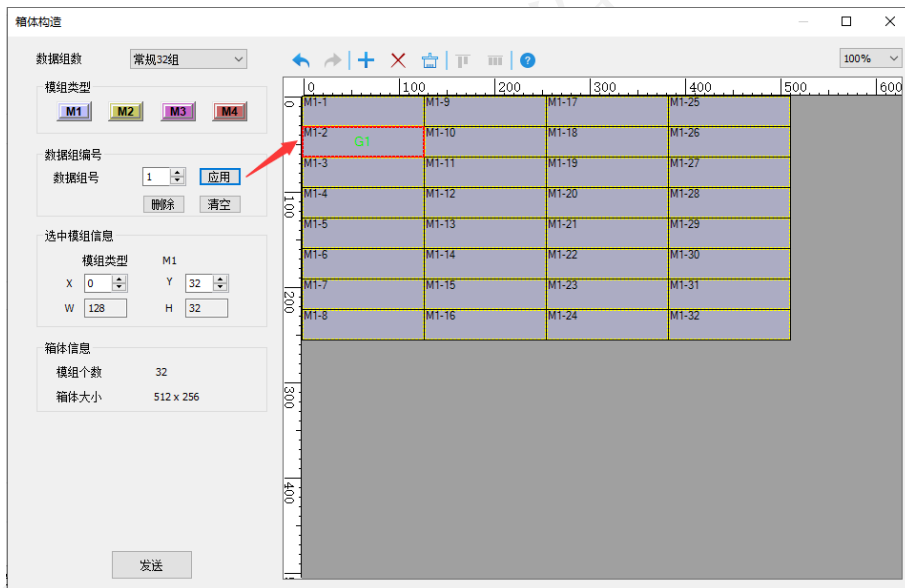 箱体构造
数据组数 常规32组
100%
模组类型
M1 M2 M3 M4
数据组编号
数据组号 1 应用
删除 清空
选中模组信息
模组类型 M1
X 0 Y 32
W 128 H 32
箱体信息
模组个数 32
箱体大小 512 x 256
发送
0 100 200 300 400 500 600
0
100
200
300
400
M1-1 M1-9 M1-17 M1-25
M1-2 G1 M1-10 M1-18 M1-26
M1-3 M1-11 M1-19 M1-27
M1-4 M1-12 M1-20 M1-28
M1-5 M1-13 M1-21 M1-29
M1-6 M1-14 M1-22 M1-30
M1-7 M1-15 M1-23 M1-31
M1-8 M1-16 M1-24 M1-32